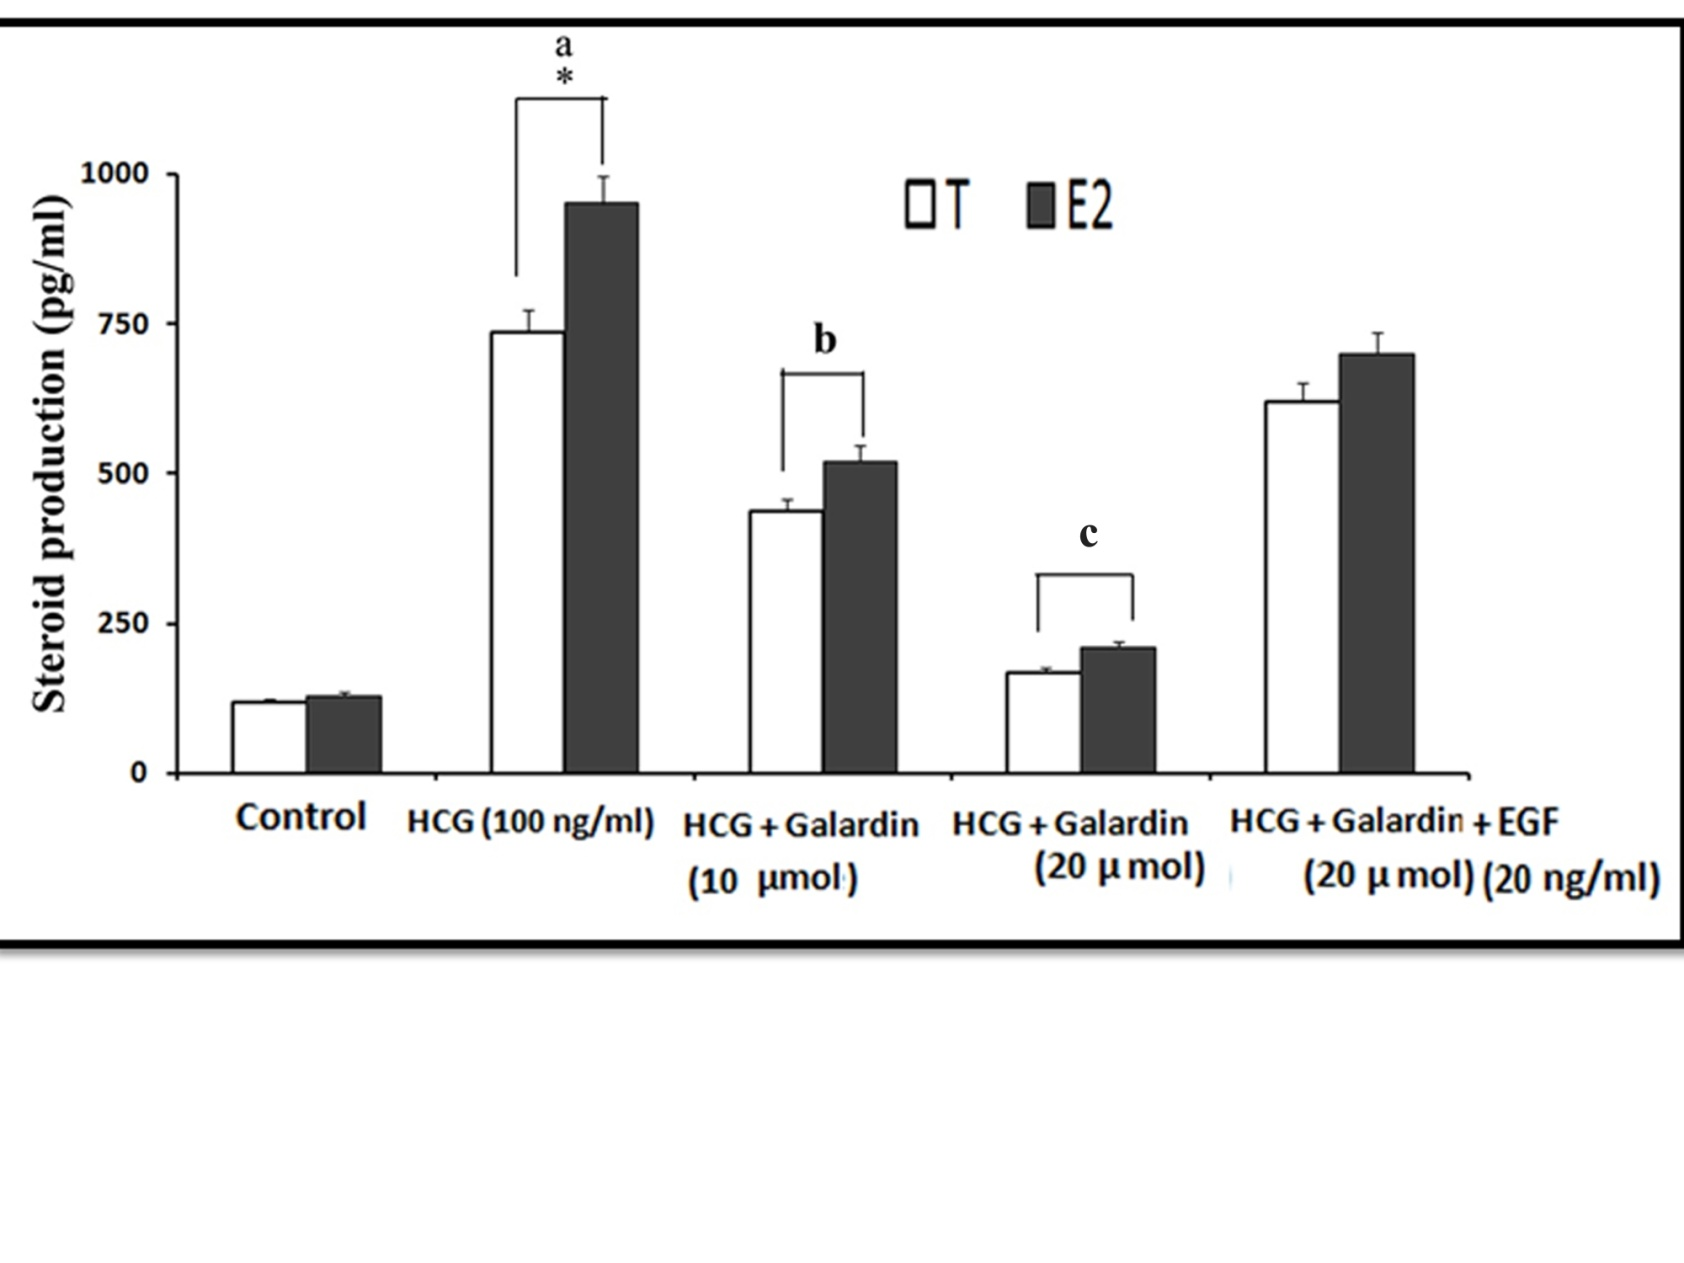 a
*
1000
T E2
750
b
500
c
250
0
Steroid production (pg/ml)
Control
HCG (100 ng/ml)
HCG + Galardin
(10 μmol)
HCG + Galardin
(20 μ mol)
HCG + Galardin + EGF
(20 μ mol) (20 ng/ml)